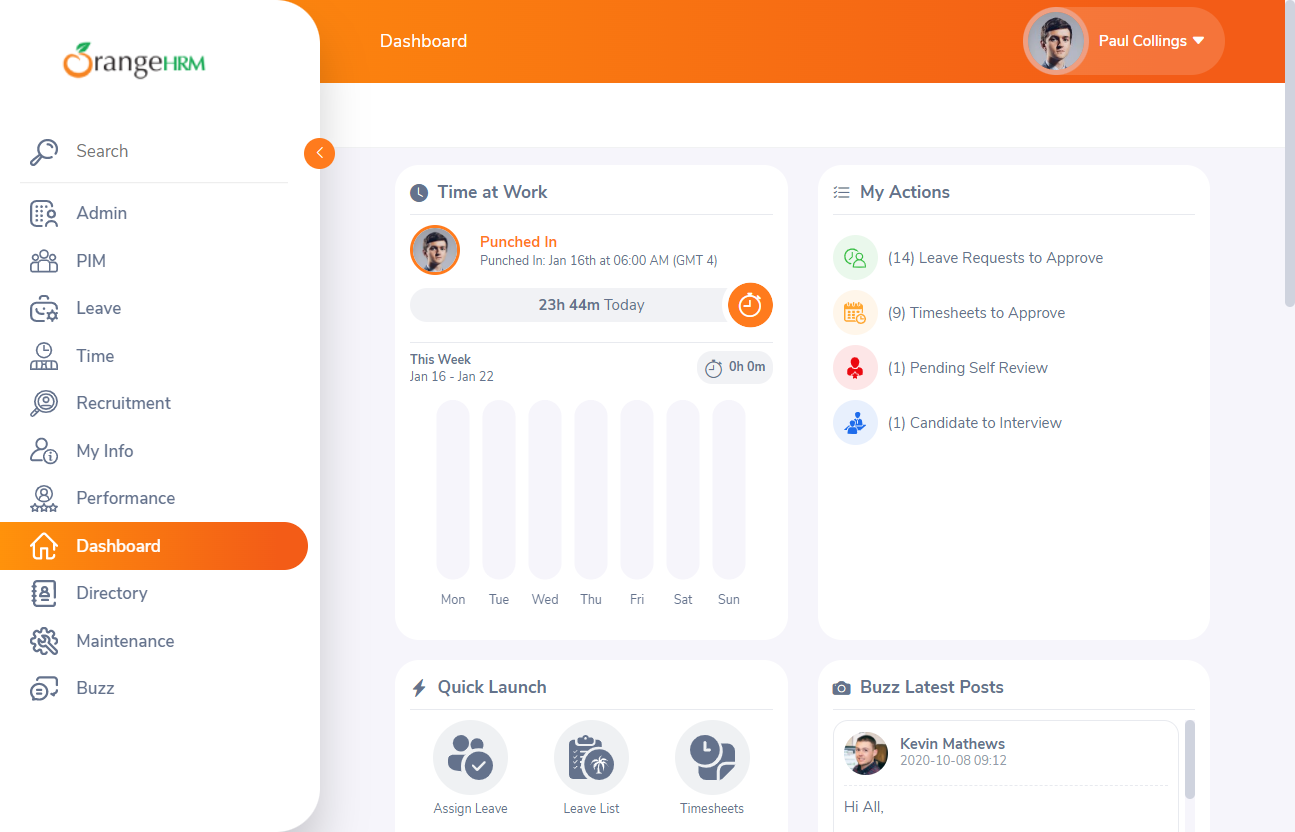 OrangeHRM
Search
Admin
PIM
Leave
Time
Recruitment
My Info
Performance
Dashboard
Directory
Maintenance
Buzz
Dashboard
Paul Collings
Time at Work
Punched In
Punched In: Jan 16th at 06:00 AM (GMT 4)
23h 44m Today
This Week
Jan 16 - Jan 22
0h 0m
Mon Tue Wed Thu Fri Sat Sun
My Actions
(14) Leave Requests to Approve
(9) Timesheets to Approve
(1) Pending Self Review
(1) Candidate to Interview
Quick Launch
Assign Leave
Leave List
Timesheets
Buzz Latest Posts
Kevin Mathews
2020-10-08 09:12
Hi All,